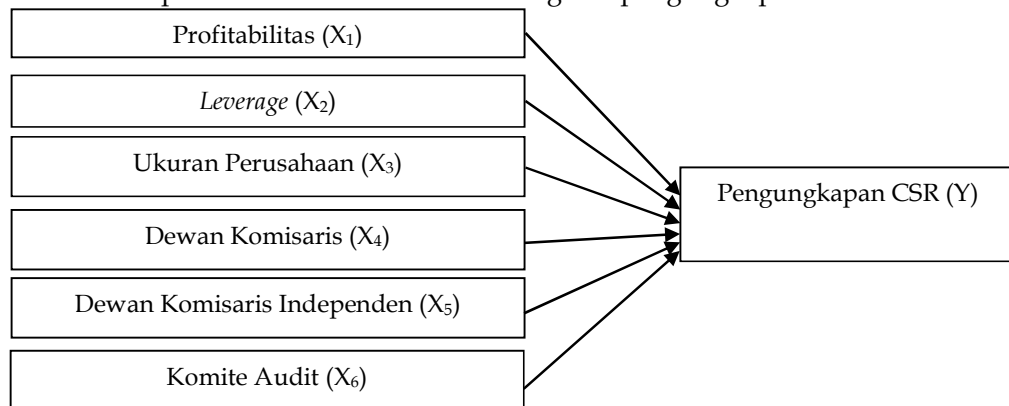 Profitabilitas (X₁)
Leverage (X₂)
Ukuran Perusahaan (X₃)
Pengungkapan CSR (Y)
Dewan Komisaris (X₄)
Dewan Komisaris Independen (X₅)
Komite Audit (X₆)